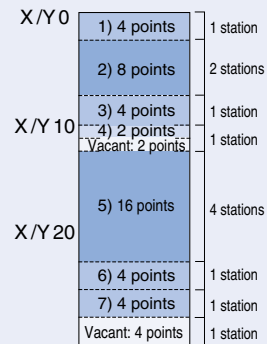 X/Y 0
1) 4 points
1 station
2) 8 points
2 stations
3) 4 points
1 station
X/Y 10
4) 2 points
Vacant: 2 points
1 station
5) 16 points
4 stations
X/Y 20
6) 4 points
1 station
7) 4 points
1 station
Vacant: 4 points
1 station